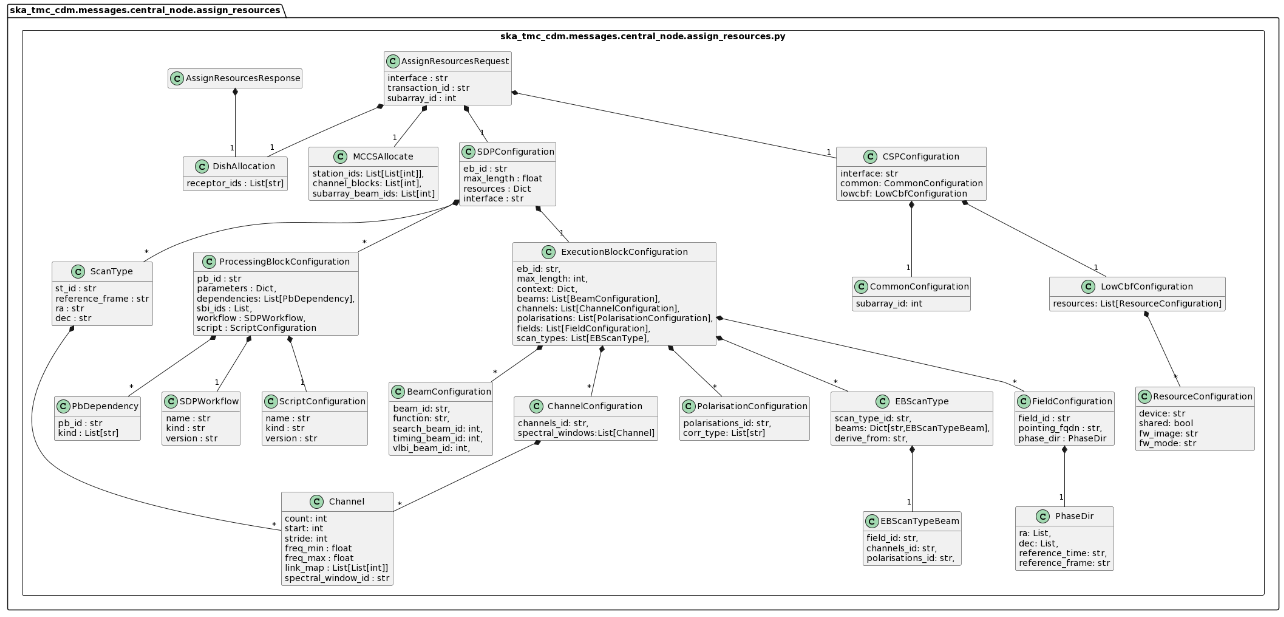 ska_tmc_cdm.messages.central_node.assign_resources
ska_tmc_cdm.messages.central_node.assign_resources.py
C AssignResourcesResponse
C AssignResourcesRequest
interface : str
transaction_id : str
subarray_id : int
1
1
1
1
1
C DishAllocation
receptor_ids : List[str]
C MCCSAllocate
station_ids: List[List[int]],
channel_blocks: List[int],
subarray_beam_ids: List[int]
C SDPConfiguration
eb_id : str
max_length : float
resources : Dict
interface : str
C CSPConfiguration
interface: str
common: CommonConfiguration
lowcbf: LowCbfConfiguration
*
*
1
1
1
C ScanType
st_id : str
reference_frame : str
ra : str
dec : str
C ProcessingBlockConfiguration
pb_id : str
parameters : Dict,
dependencies: List[PbDependency],
sbi_ids : List,
workflow : SDPWorkflow,
script : ScriptConfiguration
C ExecutionBlockConfiguration
eb_id: str,
max_length: int,
context: Dict,
beams: List[BeamConfiguration],
channels: List[ChannelConfiguration],
polarisations: List[PolarisationConfiguration],
fields: List[FieldConfiguration],
scan_types: List[EBScanType],
C CommonConfiguration
subarray_id: int
C LowCbfConfiguration
resources: List[ResourceConfiguration]
*
1
1
*
*
*
*
*
*
C PbDependency
pb_id : str
kind : List[str]
C SDPWorkflow
name : str
kind : str
version : str
C ScriptConfiguration
name : str
kind : str
version : str
C BeamConfiguration
beam_id: str,
function: str,
search_beam_id: int,
timing_beam_id: int,
vlbi_beam_id: int,
C ChannelConfiguration
channels_id: str,
spectral_windows:List[Channel]
C PolarisationConfiguration
polarisations_id: str,
corr_type: List[str]
C EBScanType
scan_type_id: str,
beams: Dict[str,EBScanTypeBeam],
derive_from: str,
C FieldConfiguration
field_id : str
pointing_fqdn : str,
phase_dir : PhaseDir
C ResourceConfiguration
device: str
shared: bool
fw_image: str
fw_mode: str
*
*
1
1
C Channel
count: int
start: int
stride: int
freq_min : float
freq_max : float
link_map : List[List[int]]
spectral_window_id : str
C EBScanTypeBeam
field_id: str,
channels_id: str,
polarisations_id: str,
C PhaseDir
ra: List,
dec: List,
reference_time: str,
reference_frame: str